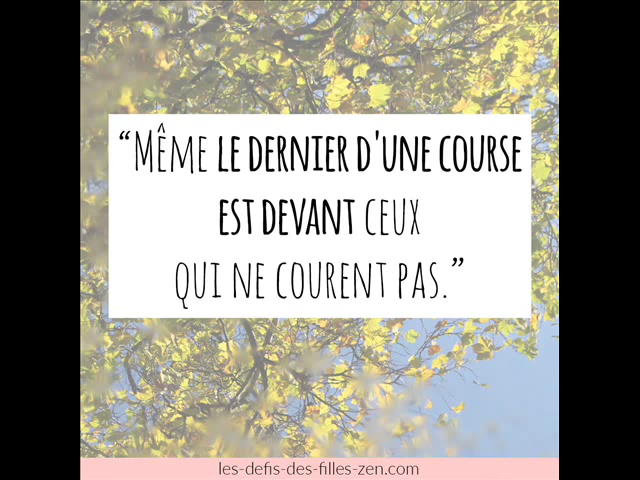 “Même le dernier d'une course
est devant ceux
qui ne courent pas.”
les-defis-des-filles-zen.com